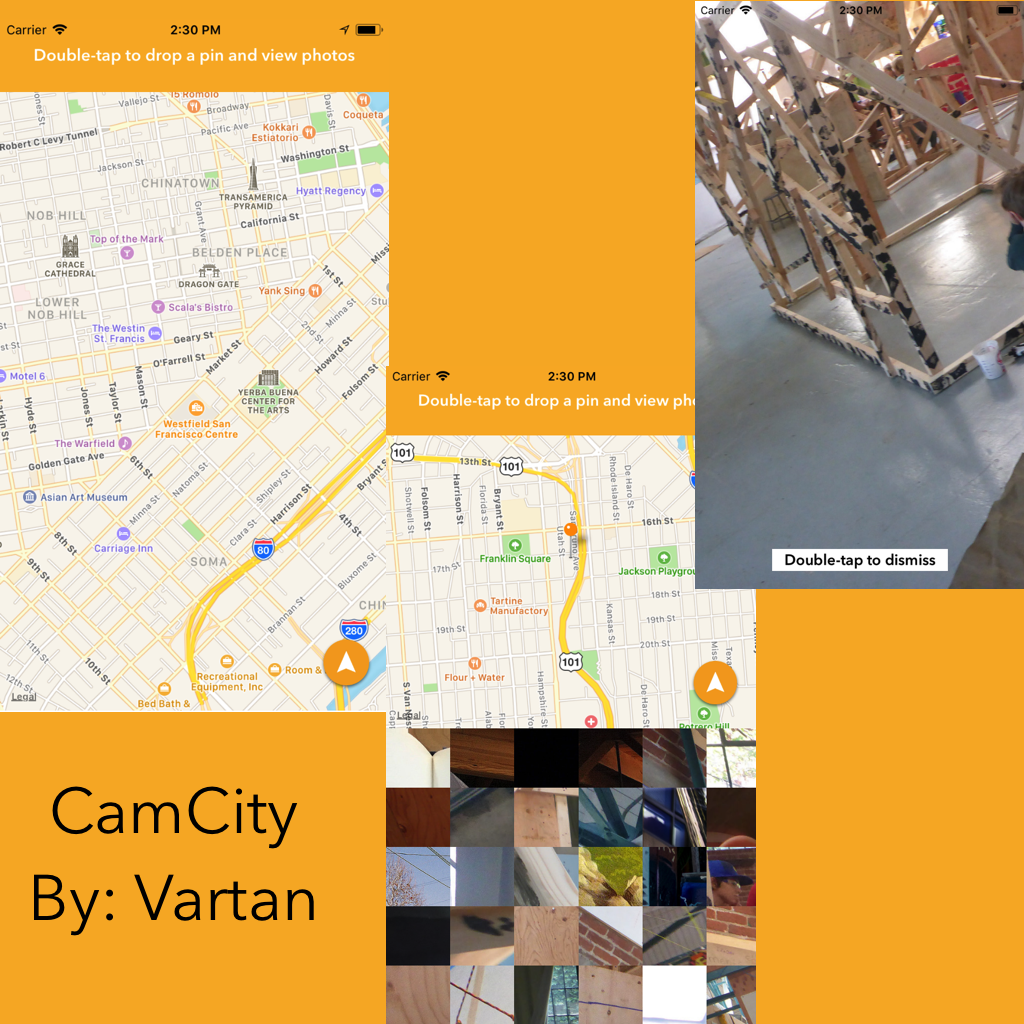 Carrier
2:30 PM
Double-tap to drop a pin and view photos
Vallejo St
15 Romolo
Broadway
Davis St
Coqueta
Pacific Ave
Kokkari
Estiatorio
Robert C Levy Tunnel
Washington St
Jackson St
CHINATOWN
Hyatt Regency
TRANSAMERICA
PYRAMID
Grant Ave
California St
NOB HILL
Top of the Mark
GRACE
CATHEDRAL
BELDEN PLACE
DRAGON GATE
1st St
Yank Sing
LOWER
NOB HILL
Scala's Bistro
Minna St
2nd St
The Westin
St. Francis
Geary St
Howard St
O'Farrell St
Market St
Folsom St
Motel 6
Hyde St
Jones St
Taylor St
Mason St
YERBA BUENA
CENTER FOR
THE ARTS
Westfield San
Francisco Centre
The Warfield
Golden Gate Ave
6th St
Natoma St
Shipley St
Harrison St
Bryant S
Asian Art Museum
Minna St
Clara St
4th St
Carriage Inn
8th St
9th St
SOMA
80
Bluxome St
Brannan St
CHIN
280
11th St
10th St
12th St
Recreational
Equipment, Inc
Room &
Bed Bath &
Legal
CamCity
By: Vartan
Carrier
2:30 PM
Double-tap to drop a pin and view pho
101
13th St
101
Shotwell St
Folsom St
Harrison St
Florida St
Bryant St
Utah St
Rhode Island St
De Haro St
16th St
Franklin Square
17th St
Jackson Playgrou
18th St
Tartine
Manufactory
Kansas St
19th St
19th St
20th St
101
Flour + Water
Hampshire St
De Haro St
S Van Ness
Potrero Hill
Legal
Carrier
2:30 PM
Double-tap to dismiss